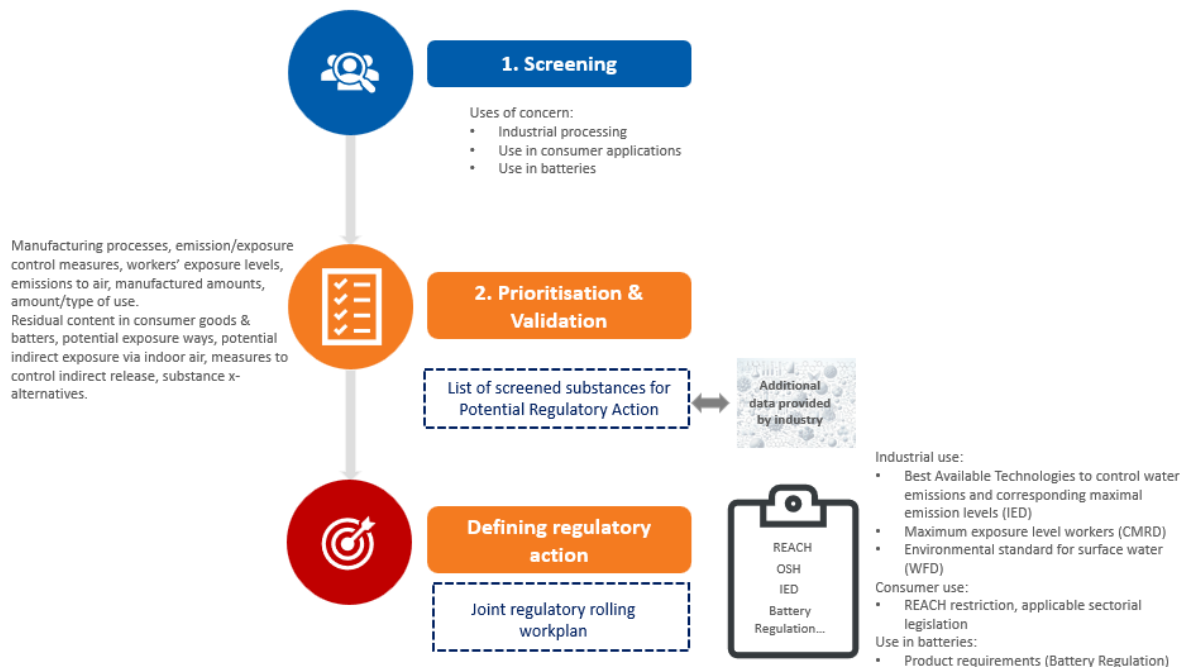 1. Screening
Uses of concern:
• Industrial processing
• Use in consumer applications
• Use in batteries
Manufacturing processes, emission/exposure
control measures, workers' exposure levels,
emissions to air, manufactured amounts,
amount/type of use.
Residual content in consumer goods &
batters, potential exposure ways, potential
indirect exposure via indoor air, measures to
control indirect release, substance x-
alternatives.
2. Prioritisation &
Validation
List of screened substances for
Potential Regulatory Action
Additional
data provided
by industry
Defining regulatory
action
Joint regulatory rolling
workplan
REACH
OSH
IED
Battery
Regulation...
Industrial use:
• Best Available Technologies to control water
emissions and corresponding maximal
emission levels (IED)
• Maximum exposure level workers (CMRD)
• Environmental standard for surface water
(WFD)
Consumer use:
• REACH restriction, applicable sectorial
legislation
Use in batteries:
• Product requirements (Battery Regulation)